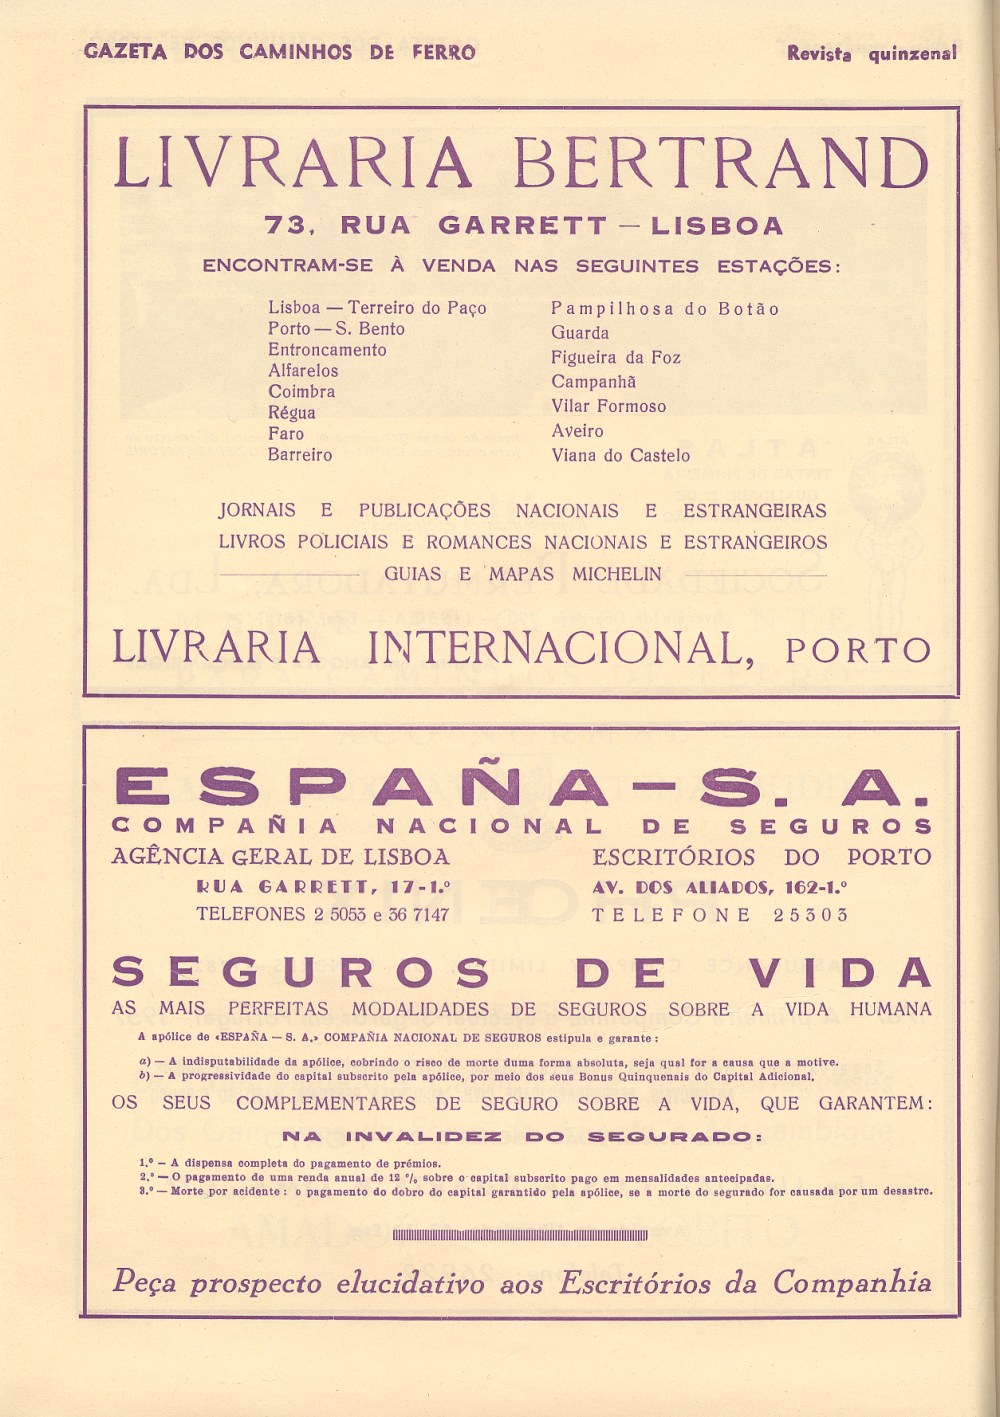 GAZETA DOS CAMINHOS DE FERRO
Revista quinzenal
LIVRARIA BERTRAND
73, RUA GARRETT — LISBOA
ENCONTRAM-SE À VENDA NAS SEGUINTES ESTAÇÕES:
Lisboa — Terreiro do Paço
Porto — S. Bento
Entroncamento
Alfarelos
Coimbra
Régua
Faro
Barreiro
Pampilhosa do Botão
Guarda
Figueira da Foz
Campanhã
Vilar Formoso
Aveiro
Viana do Castelo
JORNAIS E PUBLICAÇÕES NACIONAIS E ESTRANGEIRAS
LIVROS POLICIAIS E ROMANCES NACIONAIS E ESTRANGEIROS
GUIAS E MAPAS MICHELIN
LIVRARIA INTERNACIONAL, PORTO
ESPAÑA — S. A.
COMPAÑIA NACIONAL DE SEGUROS
AGÊNCIA GERAL DE LISBOA
RUA GARRETT, 17-1.º
TELEFONES 2 5053 e 36 7147
ESCRITÓRIOS DO PORTO
AV. DOS ALIADOS, 162-1.º
TELEFONE 25303
SEGUROS DE VIDA
AS MAIS PERFEITAS MODALIDADES DE SEGUROS SOBRE A VIDA HUMANA
A apólice de «ESPAÑA — S. A.» COMPAÑIA NACIONAL DE SEGUROS estipula e garante:
a) — A indisputabilidade da apólice, cobrindo o risco de morte duma forma absoluta, seja qual for a causa que a motive.
b) — A progressividade do capital subscrito pela apólice, por meio dos seus Bonus Quinquenais do Capital Adicional.
OS SEUS COMPLEMENTARES DE SEGURO SOBRE A VIDA, QUE GARANTEM:
NA INVALIDEZ DO SEGURADO:
1.º — A dispensa completa do pagamento de prémios.
2.º — O pagamento de uma renda anual de 12 % sobre o capital subscrito pago em mensalidades antecipadas.
3.º — Morte por acidente: o pagamento do dobro do capital garantido pela apólice, se a morte do segurado for causada por um desastre.
Peça prospecto elucidativo aos Escritórios da Companhia